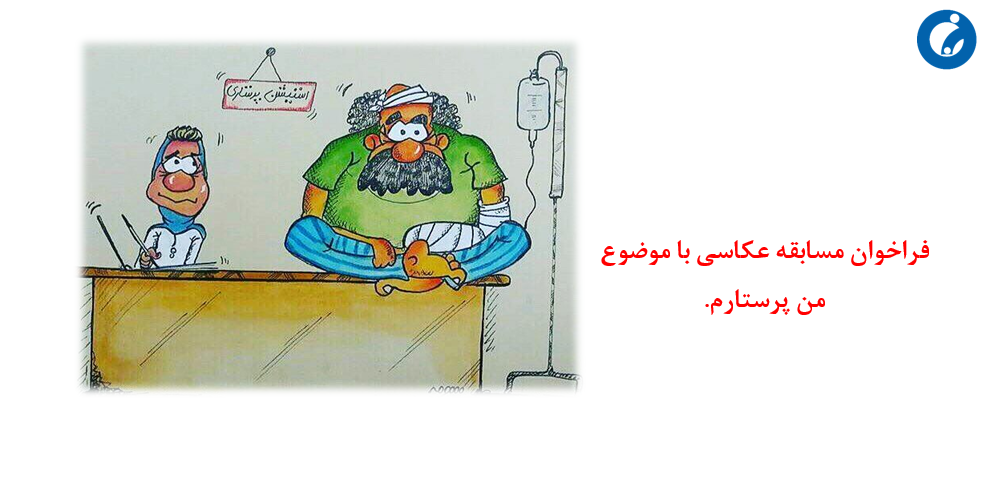 استیشن پرستاری
فراخوان مسابقه عکاسی با موضوع
من پرستارم.